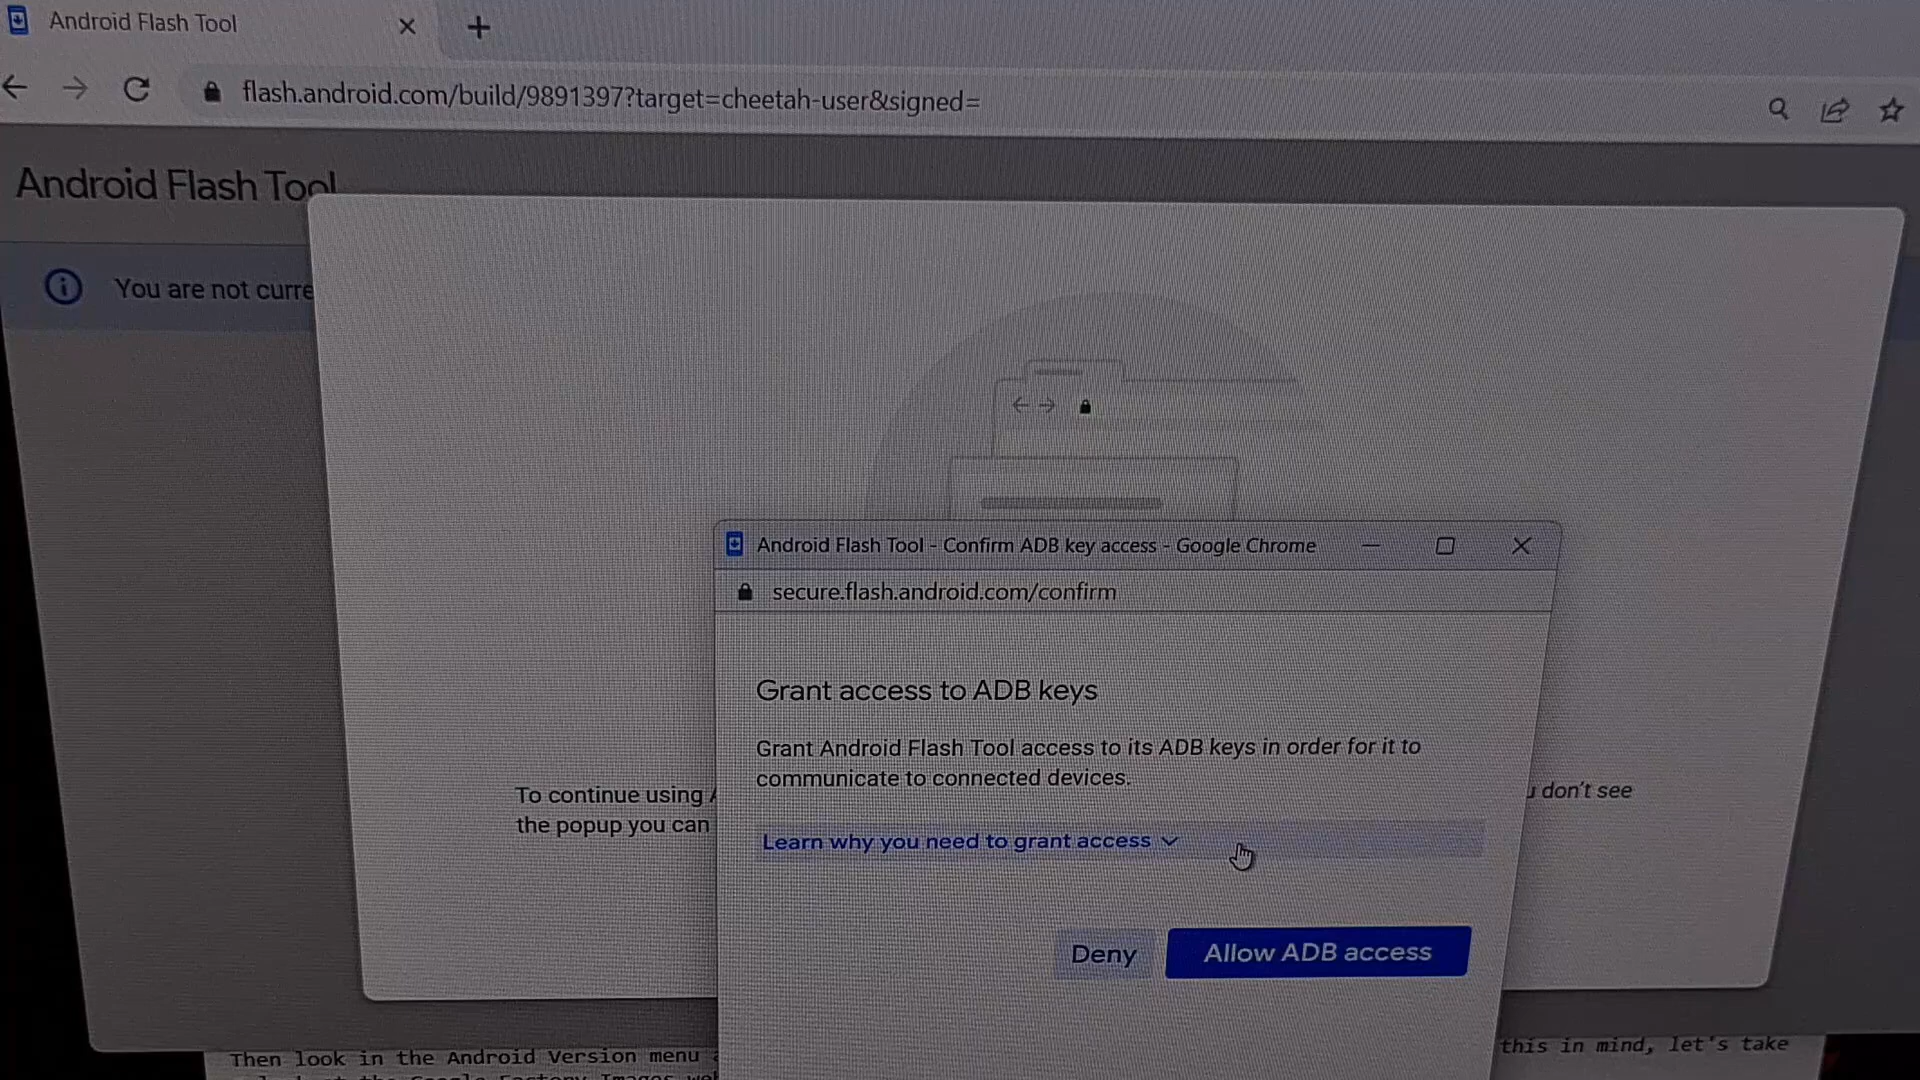 Android Flash Tool
flash.android.com/build/9891397?target=cheetah-user&signed=
Android Flash Tool
You are not curre
Android Flash Tool - Confirm ADB key access - Google Chrome
secure.flash.android.com/confirm
Grant access to ADB keys
Grant Android Flash Tool access to its ADB keys in order for it to
communicate to connected devices.
To continue using
don't see
the popup you can
Learn why you need to grant access
Deny
Allow ADB access
Then look in the Android Version menu
this in mind, let's take